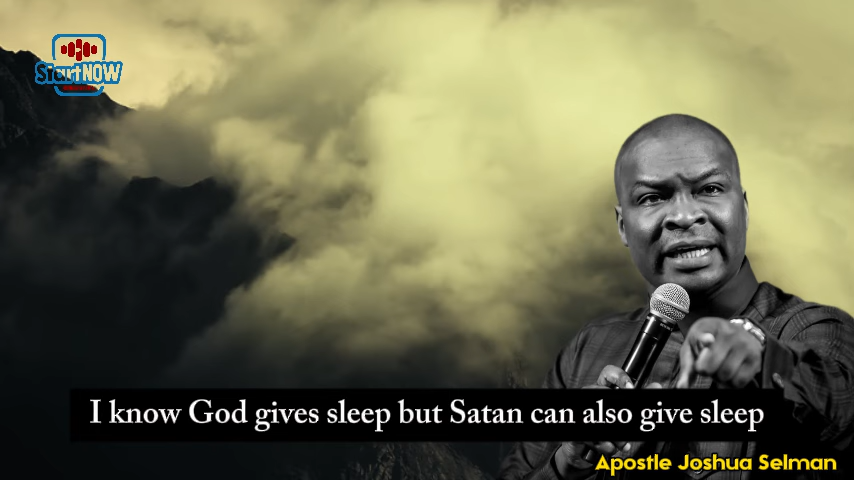 StartNOW
I know God gives sleep but Satan can also give sleep
Apostle Joshua Selman